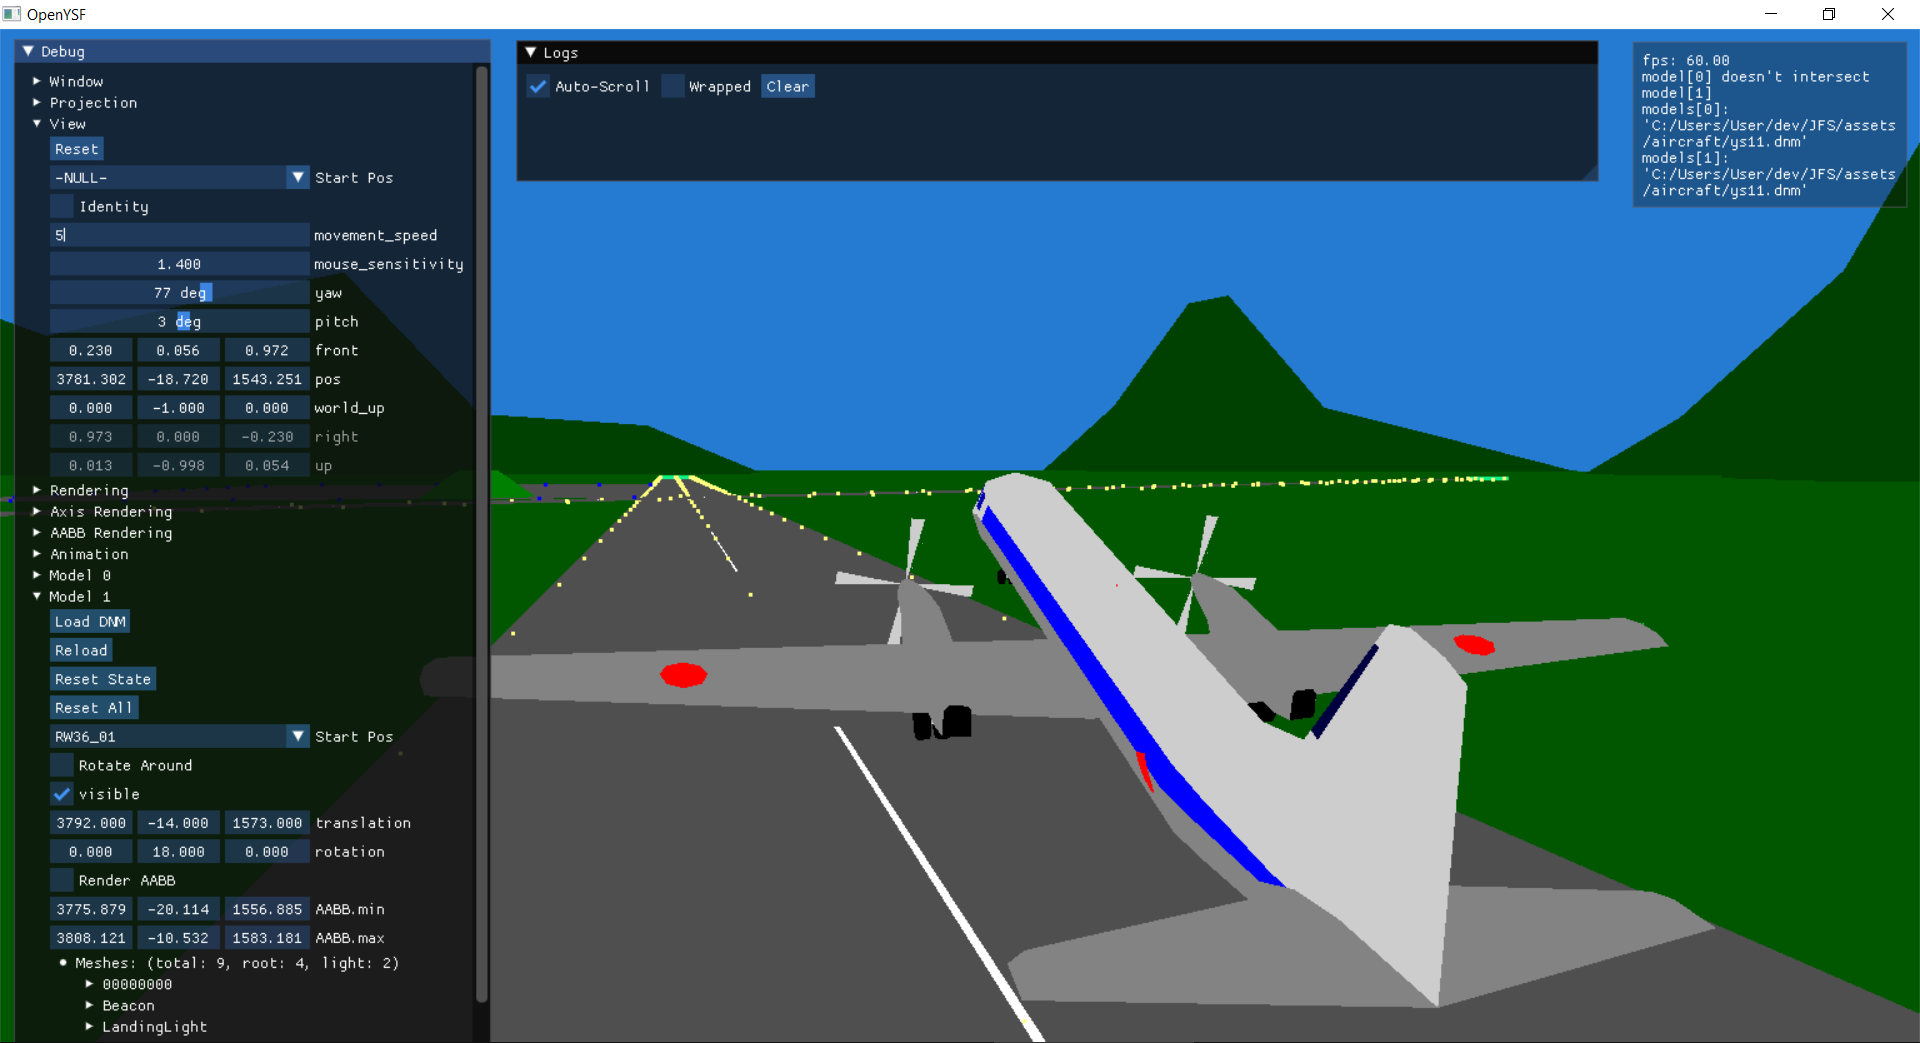 OpenYSF
Debug
Window
Projection
View
Reset
-NULL- Start Pos
Identity
5 movement_speed
1.400 mouse_sensitivity
77 deg yaw
3 deg pitch
0.230 0.056 0.972 front
3781.302 -18.720 1543.251 pos
0.000 -1.000 0.000 world_up
0.973 0.000 -0.230 right
0.013 -0.998 0.054 up
Rendering
Axis Rendering
AABB Rendering
Animation
Model 0
Model 1
Load DNM
Reload
Reset State
Reset All
RW36_01 Start Pos
Rotate Around
visible
3792.000 -14.000 1573.000 translation
0.000 18.000 0.000 rotation
Render AABB
3775.879 -20.114 1556.885 AABB.min
3808.121 -10.532 1583.181 AABB.max
Meshes: (total: 9, root: 4, light: 2)
00000000
Beacon
LandingLight
Logs
Auto-Scroll Wrapped Clear
fps: 60.00
model[0] doesn't intersect
model[1]
models[0]:
'C:/Users/User/dev/JFS/assets
/aircraft/ys11.dnm'
models[1]:
'C:/Users/User/dev/JFS/assets
/aircraft/ys11.dnm'